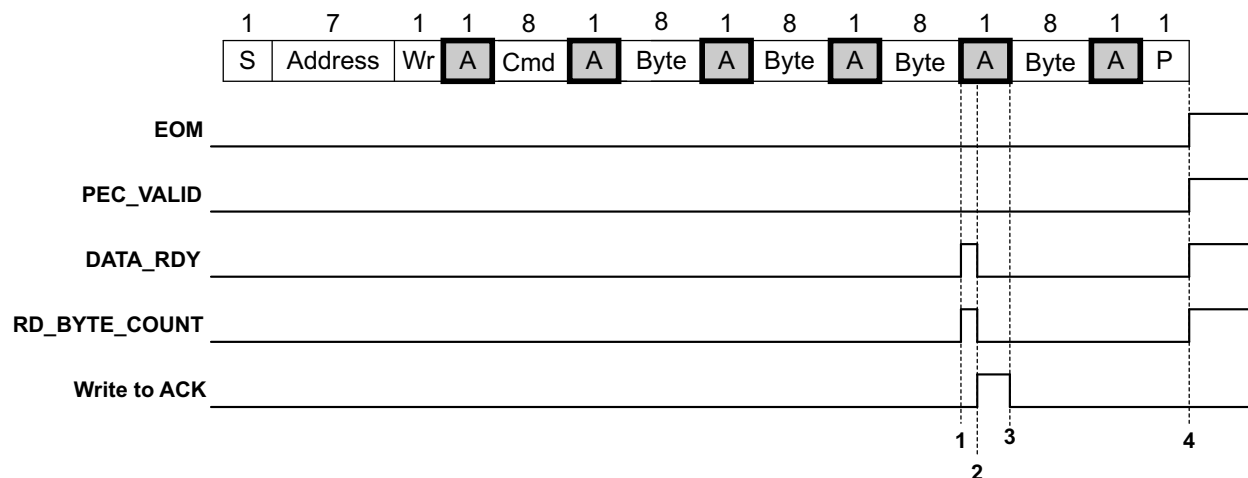 1 7 1 1 8 1 8 1 8 1 8 1 8 1 1
S Address Wr A Cmd A Byte A Byte A Byte A Byte A P
EOM
PEC_VALID
DATA_RDY
RD_BYTE_COUNT
Write to ACK
1 3 4
2